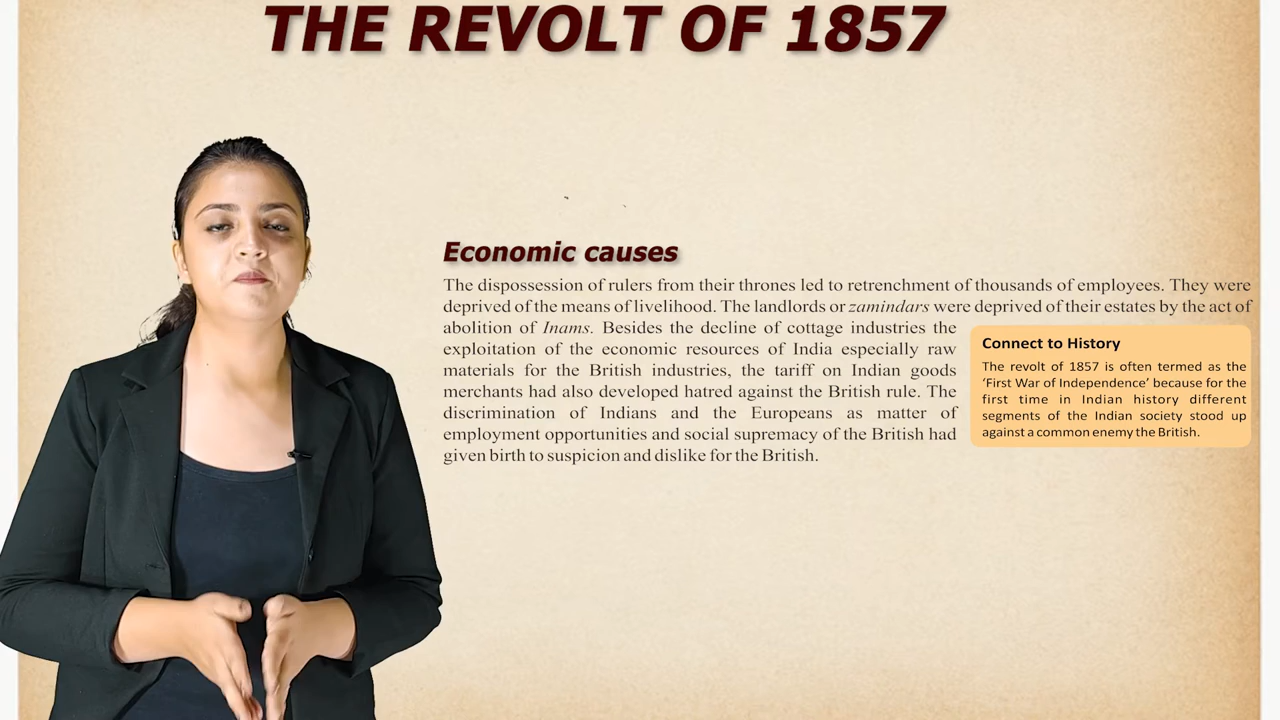 THE REVOLT OF 1857
Economic causes
The dispossession of rulers from their thrones led to retrenchment of thousands of employees. They were
deprived of the means of livelihood. The landlords or zamindars were deprived of their estates by the act of
abolition of Inams. Besides the decline of cottage industries the
exploitation of the economic resources of India especially raw
materials for the British industries, the tariff on Indian goods
merchants had also developed hatred against the British rule. The
discrimination of Indians and the Europeans as matter of
employment opportunities and social supremacy of the British had
given birth to suspicion and dislike for the British.
Connect to History
The revolt of 1857 is often termed as the
‘First War of Independence’ because for the
first time in Indian history different
segments of the Indian society stood up
against a common enemy the British.